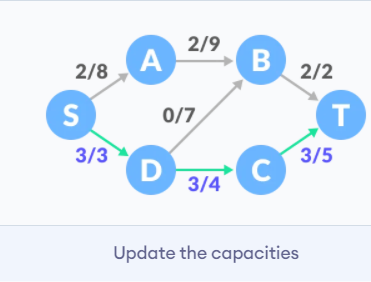 2/9
A
B
2/8
2/2
S
0/7
T
3/3
3/5
D
C
3/4
Update the capacities